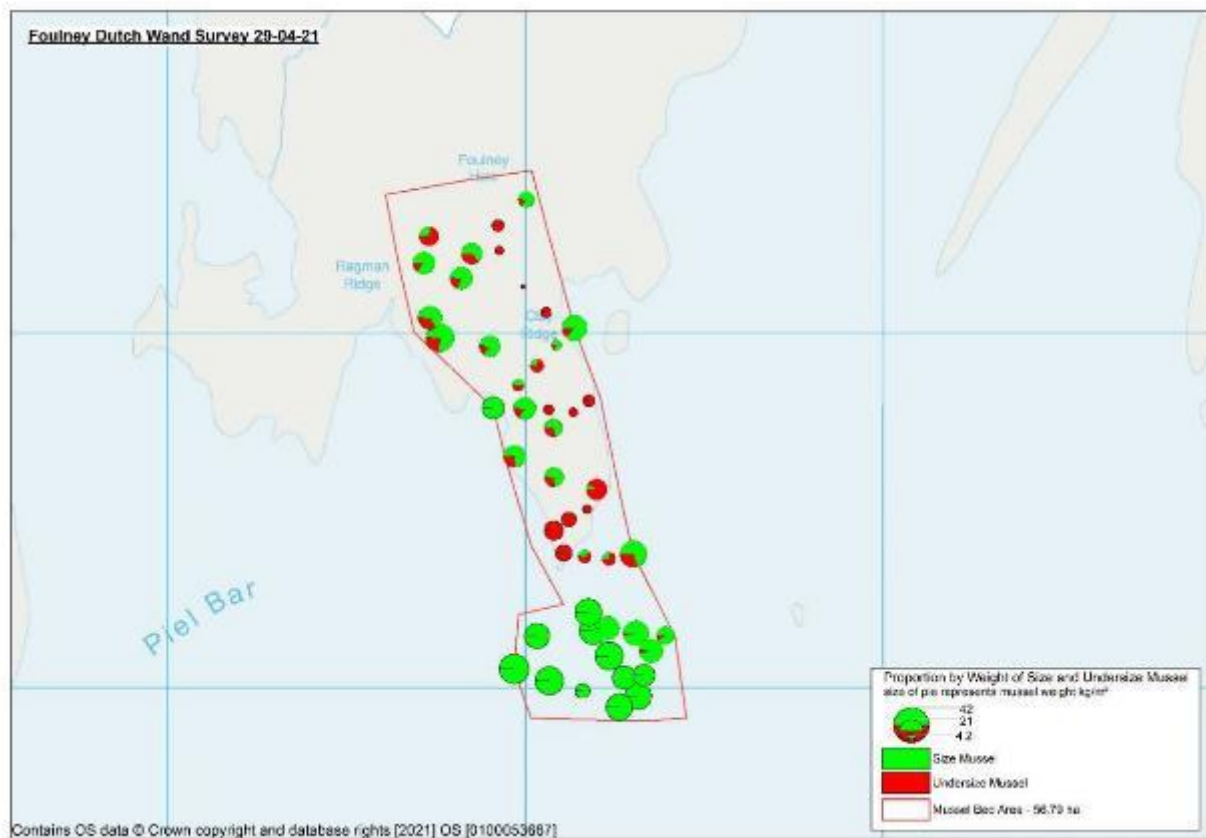 Foulney Dutch Wand Survey 29-04-21
Foulney
Ragman
Ridge
Ridge
Piel Bar
Proportion by Weight of Size and Undersize Mussel
size of pie represents mussel weight kg/m²
42
21
4.2
Size Mussel
Undersize Mussel
Mussel Bed Area - 56.79 ha
Contains OS data © Crown copyright and database rights [2021] OS [0100053667]